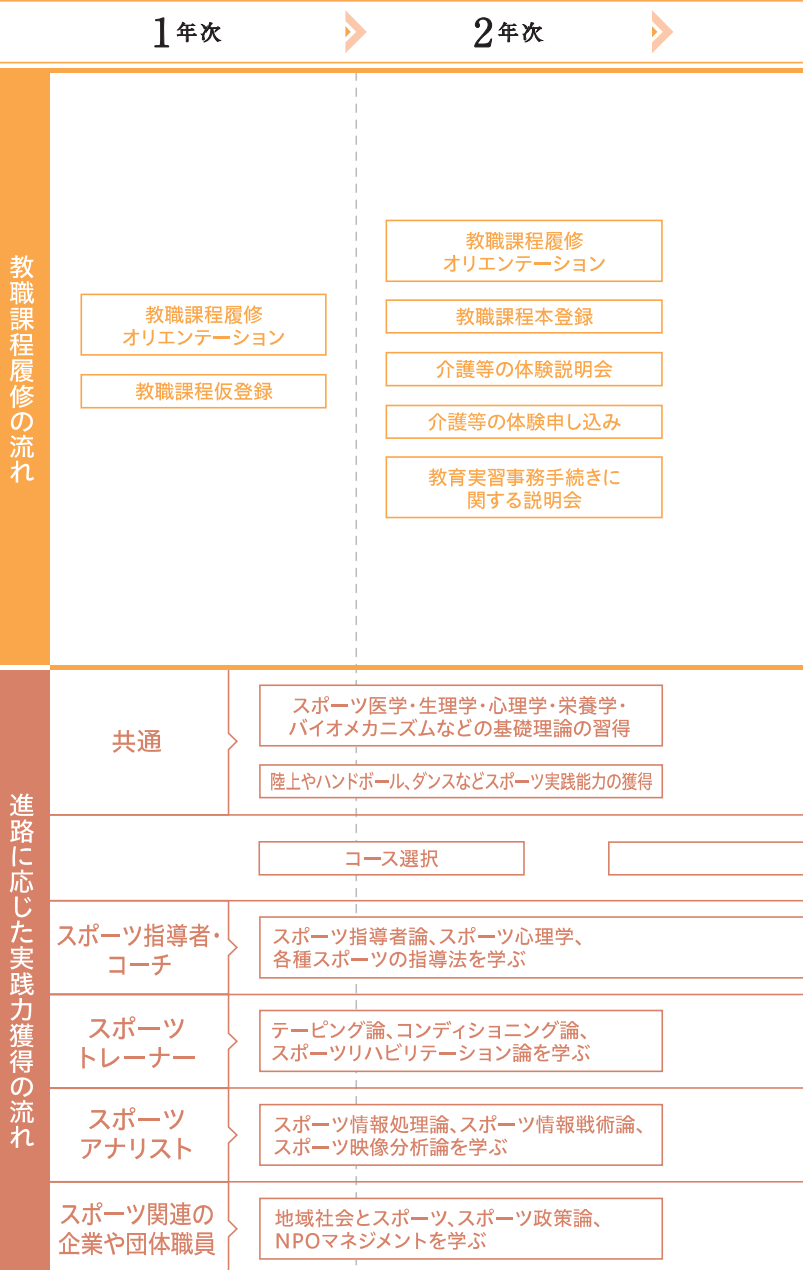 1年次
2年次
教職課程履修の流れ
教職課程履修
オリエンテーション
教職課程仮登録
教職課程履修
オリエンテーション
教職課程本登録
介護等の体験説明会
介護等の体験申し込み
教育実習事務手続きに
関する説明会
進路に応じた実践力獲得の流れ
共通
スポーツ医学・生理学・心理学・栄養学・
バイオメカニズムなどの基礎理論の習得
陸上やハンドボール、ダンスなどスポーツ実践能力の獲得
コース選択
スポーツ指導者・
コーチ
スポーツ指導者論、スポーツ心理学、
各種スポーツの指導法を学ぶ
スポーツ
トレーナー
テーピング論、コンディショニング論、
スポーツリハビリテーション論を学ぶ
スポーツ
アナリスト
スポーツ情報処理論、スポーツ情報戦術論、
スポーツ映像分析論を学ぶ
スポーツ関連の
企業や団体職員
地域社会とスポーツ、スポーツ政策論、
NPOマネジメントを学ぶ